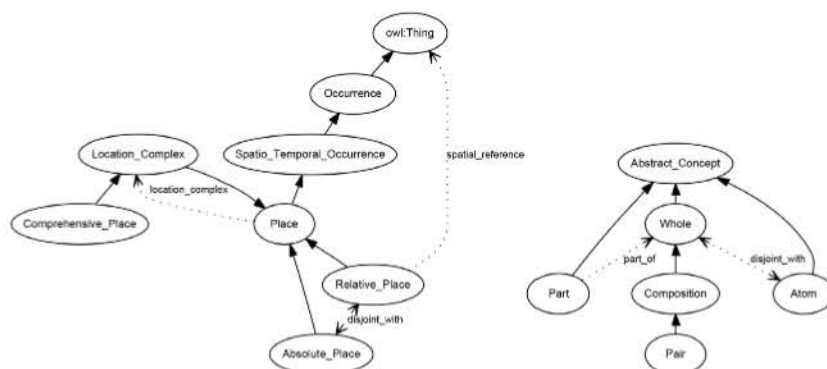 owl:Thing
Occurrence
Location_Complex
Spatio_Temporal_Occurrence
spatial_reference
Abstract_Concept
location_complex
Comprehensive_Place
Place
Whole
part_of
disjoint_with
Relative_Place
Part
Composition
Atom
disjoint_with
Absolute_Place
Pair